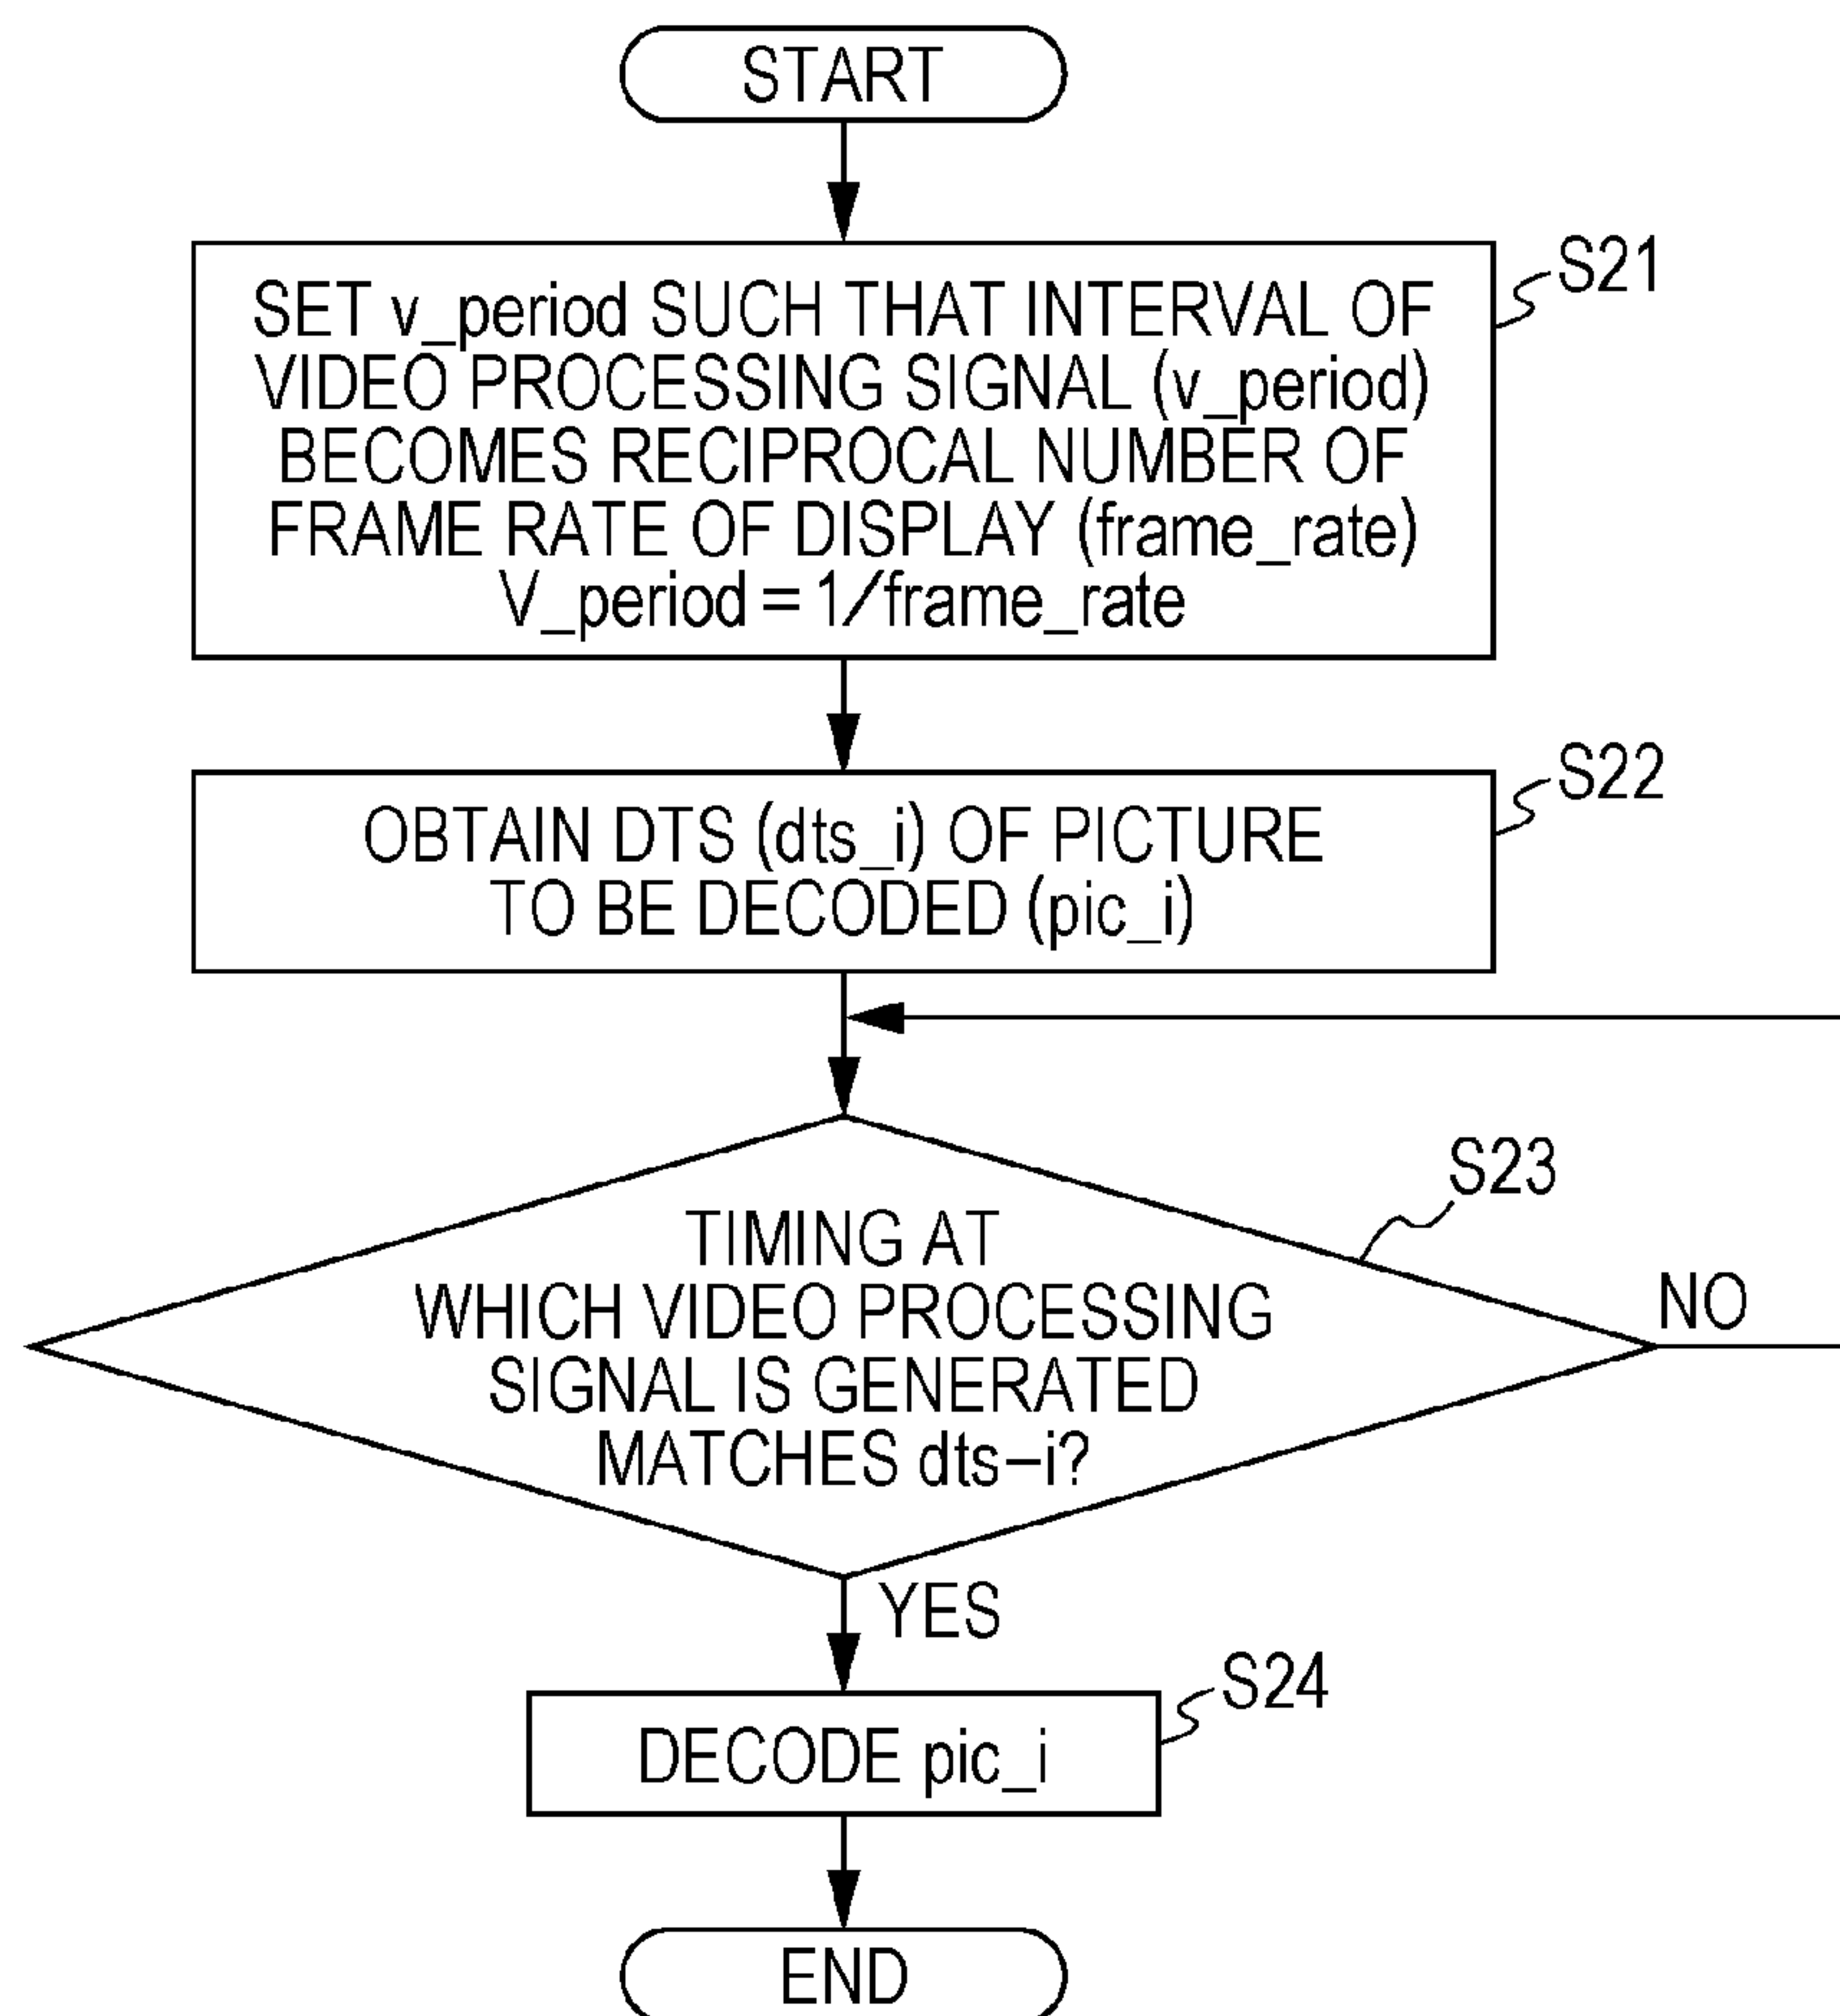 START
S21
SET v_period SUCH THAT INTERVAL OF
VIDEO PROCESSING SIGNAL (v_period)
BECOMES RECIPROCAL NUMBER OF
FRAME RATE OF DISPLAY (frame_rate)
V_period = 1/frame_rate
S22
OBTAIN DTS (dts_i) OF PICTURE
TO BE DECODED (pic_i)
S23
TIMING AT
WHICH VIDEO PROCESSING
SIGNAL IS GENERATED
MATCHES dts–i?
NO
YES
S24
DECODE pic_i
END